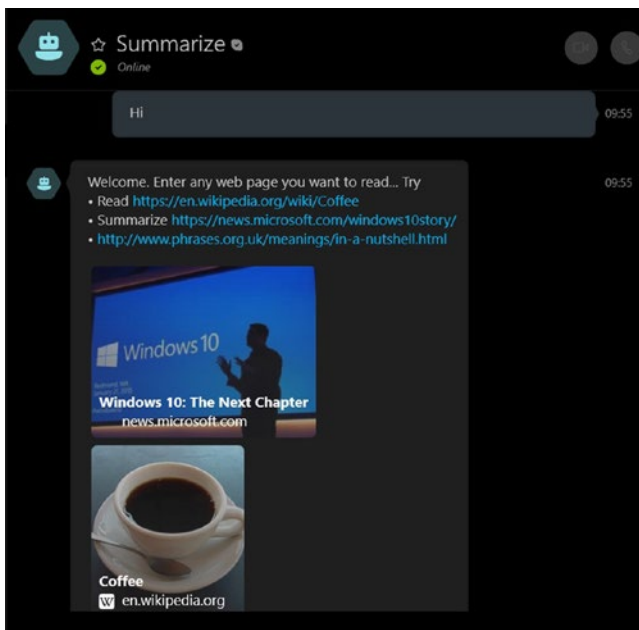 Summarize
Online
Hi
09:55
Welcome. Enter any web page you want to read... Try
09:55
• Read https://en.wikipedia.org/wiki/Coffee
• Summarize https://news.microsoft.com/windows10story/
• http://www.phrases.org.uk/meanings/in-a-nutshell.html
Windows 10
Windows 10: The Next Chapter
news.microsoft.com
Coffee
W en.wikipedia.org